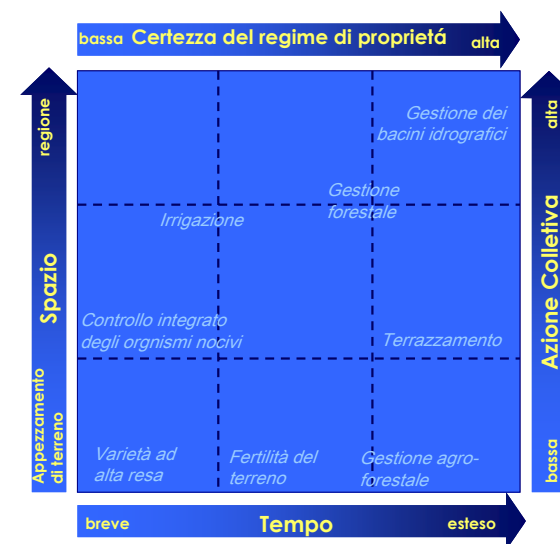 bassa Certezza del regime di proprietá alta
regione
Spazio
Appezzamento
di terreno
Gestione dei
bacini idrografici
Gestione
forestale
Irrigazione
Controllo integrato
degli orgnismi nocivi
Terrazzamento
Varietà ad
alta resa
Fertilità del
terreno
Gestione agro-
forestale
alta
Azione Colletiva
bassa
breve Tempo esteso